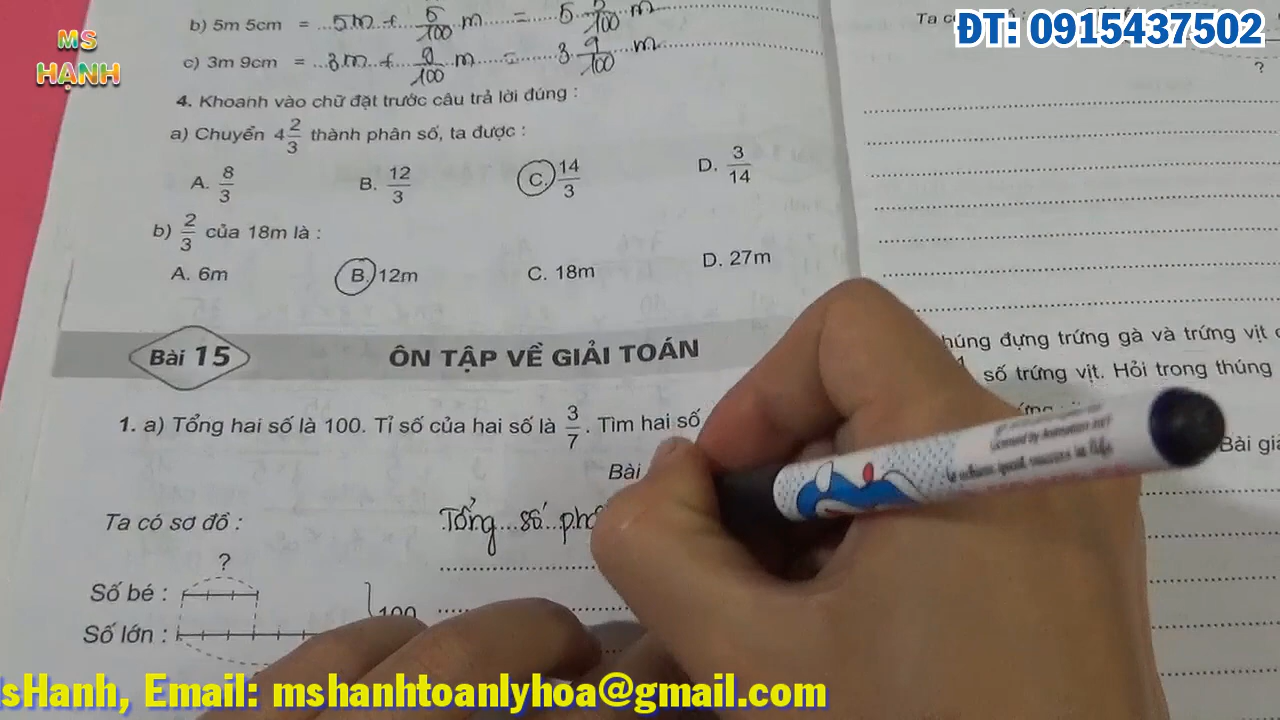 MS
HẠNH
ĐT: 0915437502
b) 5m 5cm = 5m + 5/100 m = 5 5/100 m
c) 3m 9cm = 3m + 9/100 m = 3 9/100 m
4. Khoanh vào chữ đặt trước câu trả lời đúng :
a) Chuyển 4 2/3 thành phân số, ta được :
A. 8/3 B. 12/3 C. 14/3 D. 3/14
b) 2/3 của 18m là :
A. 6m B. 12m C. 18m D. 27m
Bài 15 ÔN TẬP VỀ GIẢI TOÁN
1. a) Tổng hai số là 100. Tỉ số của hai số là 3/7. Tìm hai số
Bài
Ta có sơ đồ :
Tổng số
?
Số bé :
100
Số lớn :
Ta
?
đựng trứng gà và trứng vịt
số trứng vịt. Hỏi trong thúng
Bài
Hanh, Email: mshanhtoanlyhoa@gmail.com